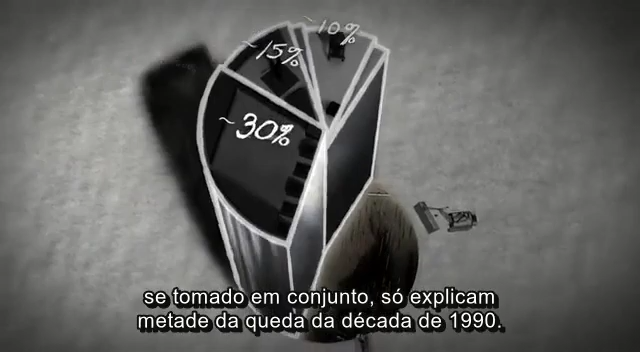 ~10%
~15%
~30%
se tomado em conjunto, só explicam
metade da queda da década de 1990.